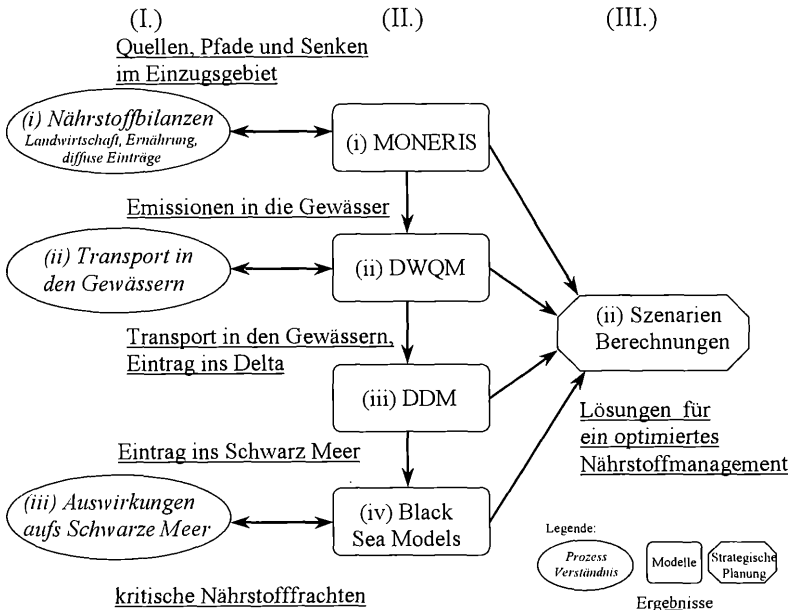 (I.)
(II.)
(III.)
Quellen, Pfade und Senken
im Einzugsgebiet
(i) Nährstoffbilanzen
Landwirtschaft, Ernährung,
diffuse Einträge
(i) MONERIS
Emissionen in die Gewässer
(ii) Transport in
den Gewässern
(ii) DWQM
Transport in den Gewässern,
Eintrag ins Delta
(ii) Szenarien
Berechnungen
(iii) DDM
Lösungen für
ein optimiertes
Nährstoffmanagement
Eintrag ins Schwarz Meer
(iii) Auswirkungen
aufs Schwarze Meer
(iv) Black
Sea Models
kritische Nährstofffrachten
Legende:
Prozess
Verständnis
Modelle
Strategische
Planung
Ergebnisse